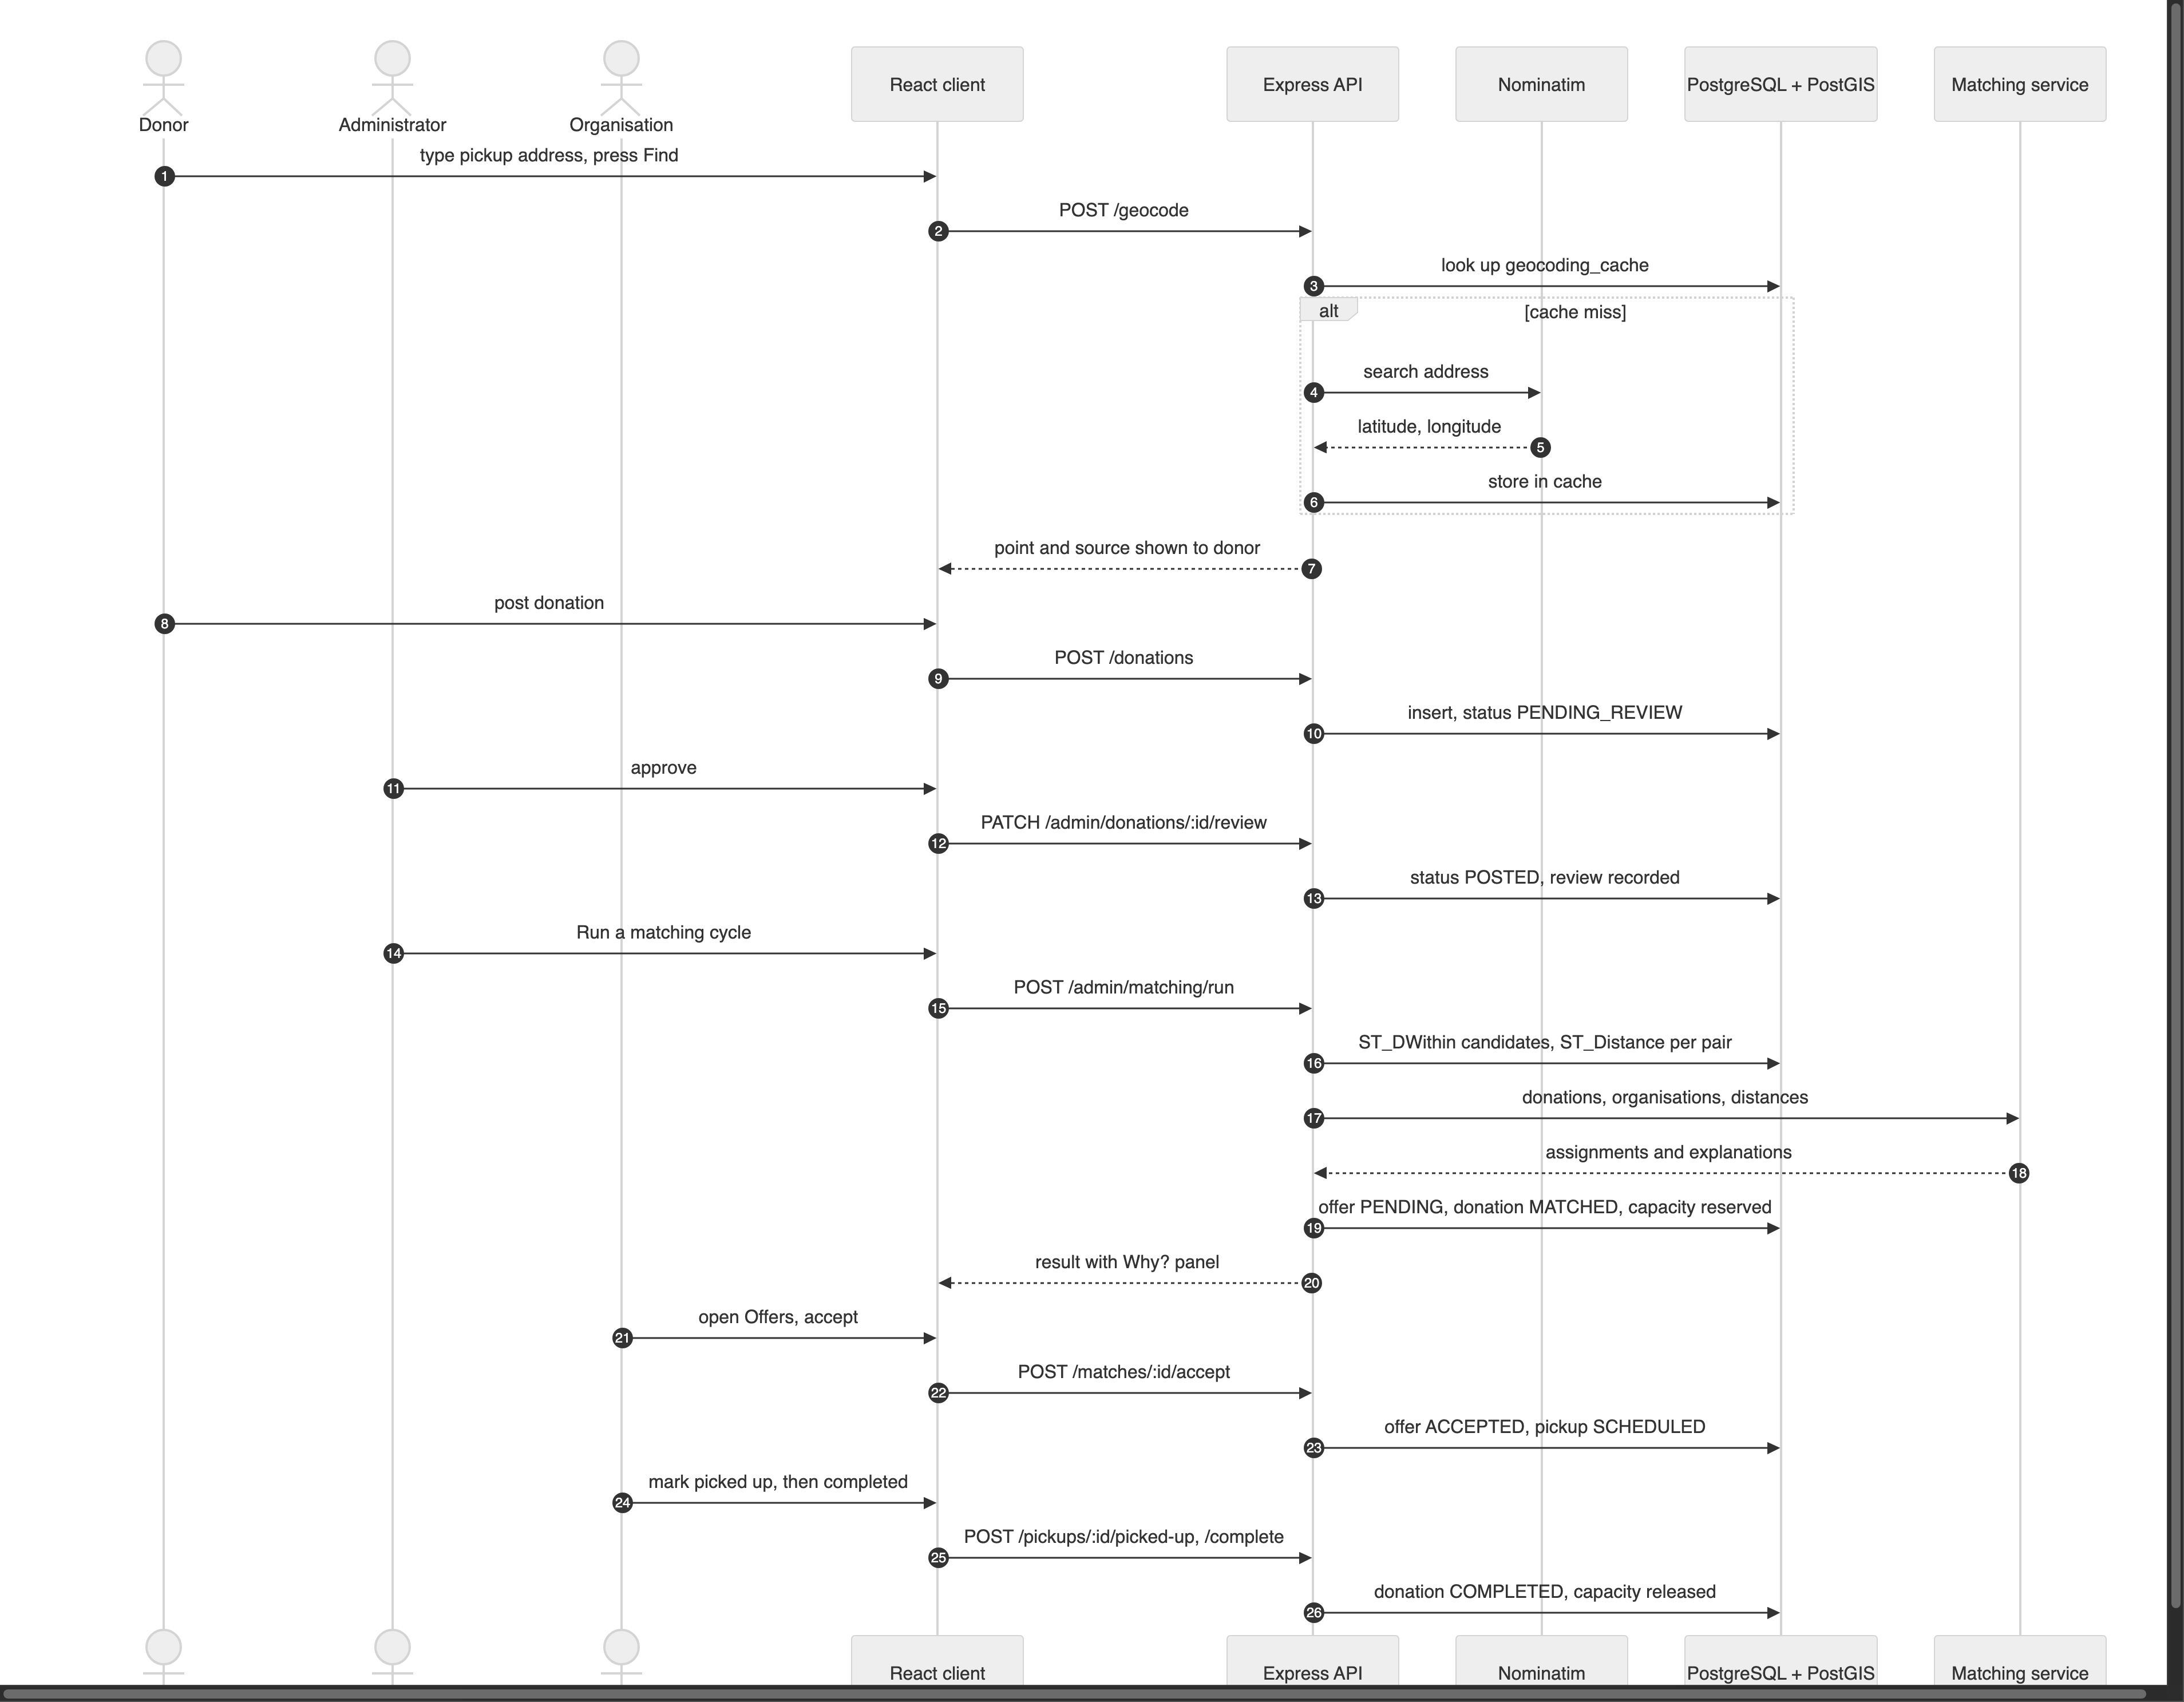 Donor
Administrator
Organisation
React client
Express API
Nominatim
PostgreSQL + PostGIS
Matching service
type pickup address, press Find
1
POST /geocode
2
look up geocoding_cache
3
alt
[cache miss]
search address
4
latitude, longitude
5
store in cache
6
point and source shown to donor
7
post donation
8
POST /donations
9
insert, status PENDING_REVIEW
10
approve
11
PATCH /admin/donations/:id/review
12
status POSTED, review recorded
13
Run a matching cycle
14
POST /admin/matching/run
15
ST_DWithin candidates, ST_Distance per pair
16
donations, organisations, distances
17
assignments and explanations
18
offer PENDING, donation MATCHED, capacity reserved
19
result with Why? panel
20
open Offers, accept
21
POST /matches/:id/accept
22
offer ACCEPTED, pickup SCHEDULED
23
mark picked up, then completed
24
POST /pickups/:id/picked-up, /complete
25
donation COMPLETED, capacity released
26
React client
Express API
Nominatim
PostgreSQL + PostGIS
Matching service